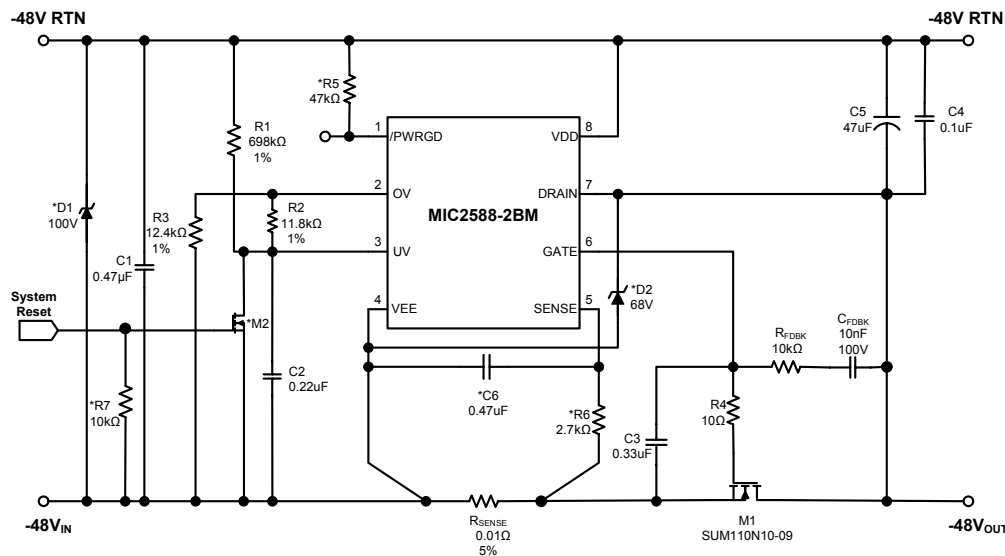 -48V RTN
-48V RTN
*R5
47kΩ
C5
47uF
C4
0.1uF
R1
698kΩ
1%
1
/PWRGD
VDD
8
*D1
100V
R3
12.4kΩ
1%
R2
11.8kΩ
1%
2
OV
DRAIN
7
MIC2588-2BM
3
UV
GATE
6
C1
0.47µF
*D2
68V
4
VEE
SENSE
5
System
Reset
*M2
C2
0.22uF
*R7
10kΩ
*C6
0.47uF
*R6
2.7kΩ
RFDBK
10kΩ
CFDBK
10nF
100V
R4
10Ω
C3
0.33uF
-48VIN
RSENSE
0.01Ω
5%
M1
SUM110N10-09
-48VOUT